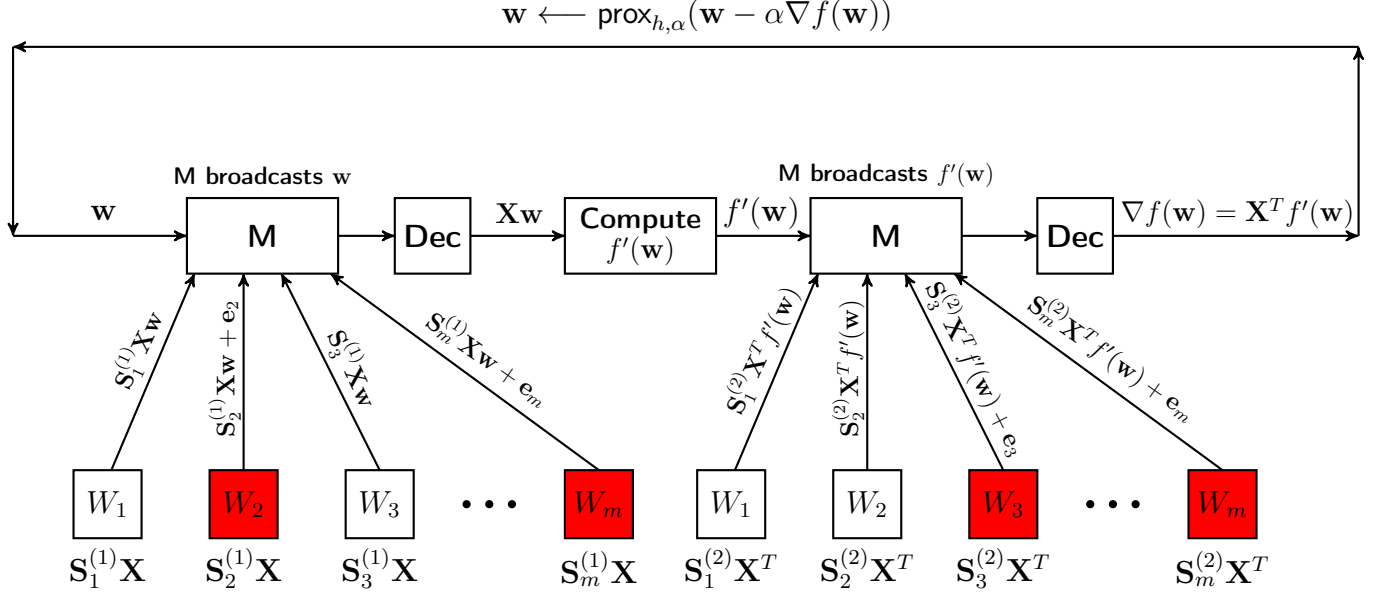 w ⟵ prox_{h,α}(w − α∇f(w))
M broadcasts w
M broadcasts f′(w)
w
M
Dec
Xw
Compute
f′(w)
f′(w)
M
Dec
∇f(w) = X^T f′(w)
S_1^{(1)}Xw
S_2^{(1)}Xw + e_2
S_3^{(1)}Xw
S_m^{(1)}Xw + e_m
S_1^{(2)}X^T f′(w)
S_2^{(2)}X^T f′(w)
S_3^{(2)}X^T f′(w) + e_3
S_m^{(2)}X^T f′(w) + e_m
W_1
W_2
W_3
• • •
W_m
W_1
W_2
W_3
• • •
W_m
S_1^{(1)}X
S_2^{(1)}X
S_3^{(1)}X
S_m^{(1)}X
S_1^{(2)}X^T
S_2^{(2)}X^T
S_3^{(2)}X^T
S_m^{(2)}X^T